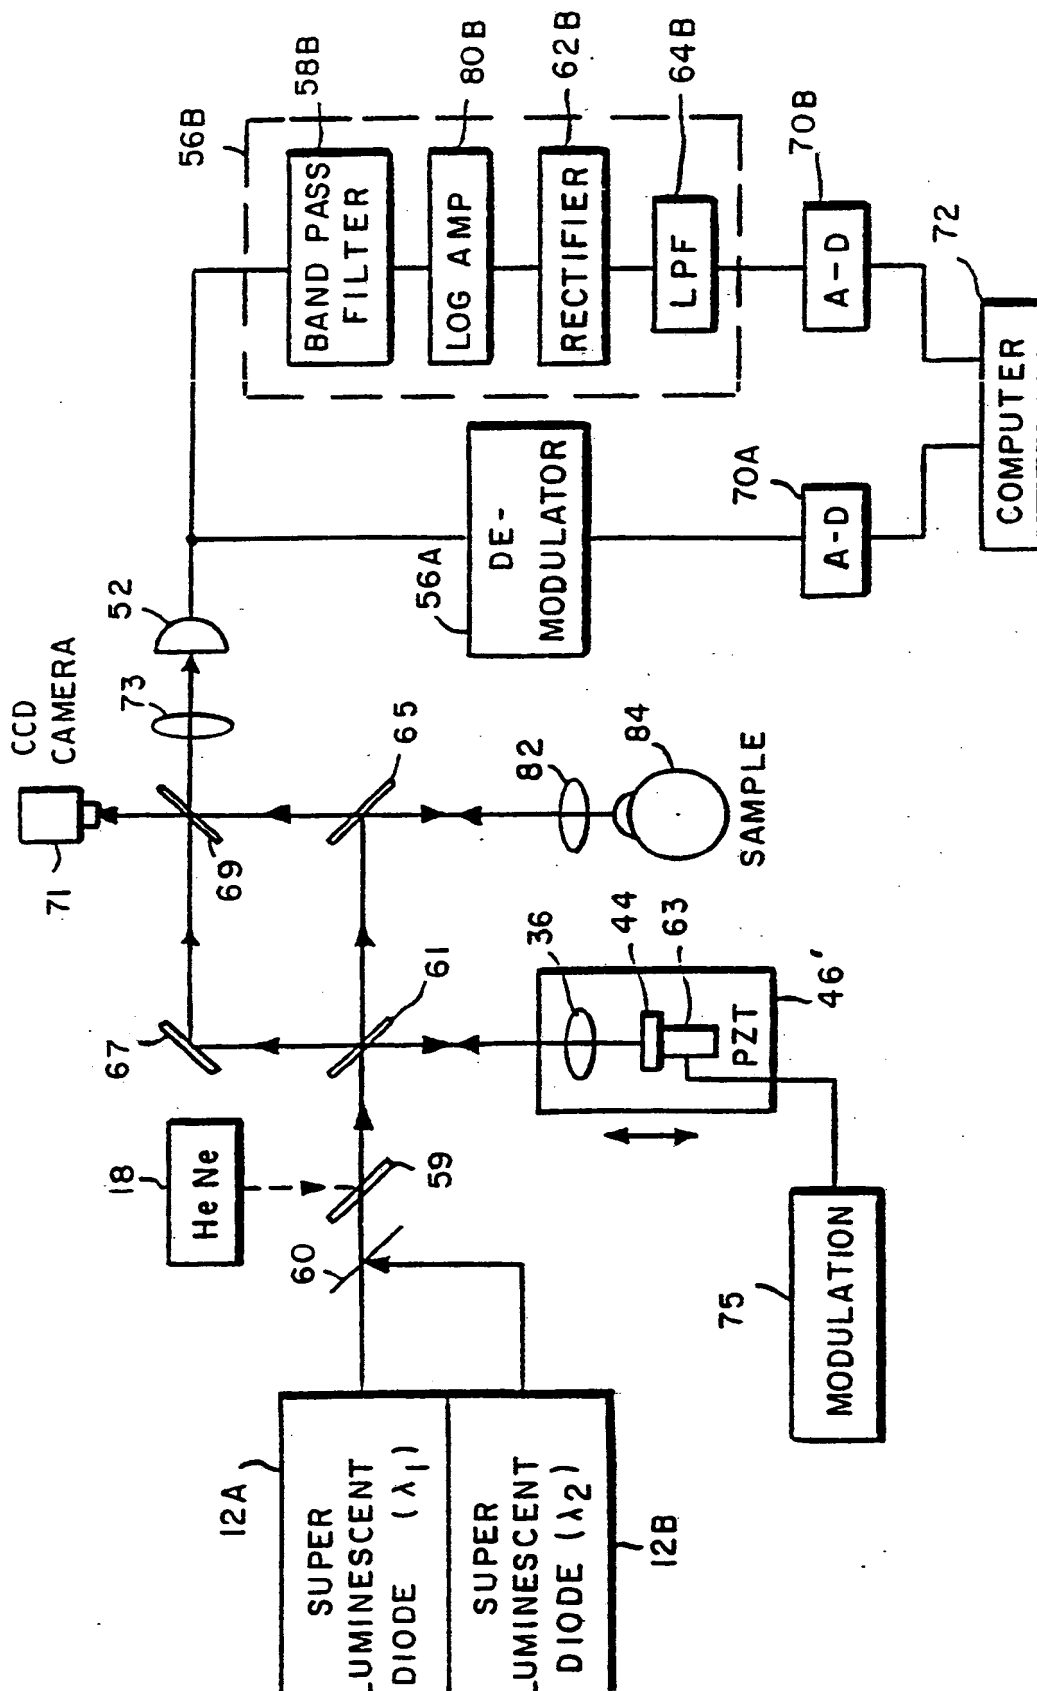 12A
SUPER
LUMINESCENT
DIODE (λ1)
SUPER
LUMINESCENT
DIODE (λ2)
12B
60
18
HeNe
59
67
61
75
MODULATION
36
44
63
PZT
46'
CCD
CAMERA
71
69
73
52
65
82
84
SAMPLE
56A
DE-
MODULATOR
70A
A-D
56B
58B
BAND PASS
FILTER
80B
LOG AMP
62B
RECTIFIER
64B
LPF
70B
A-D
72
COMPUTER